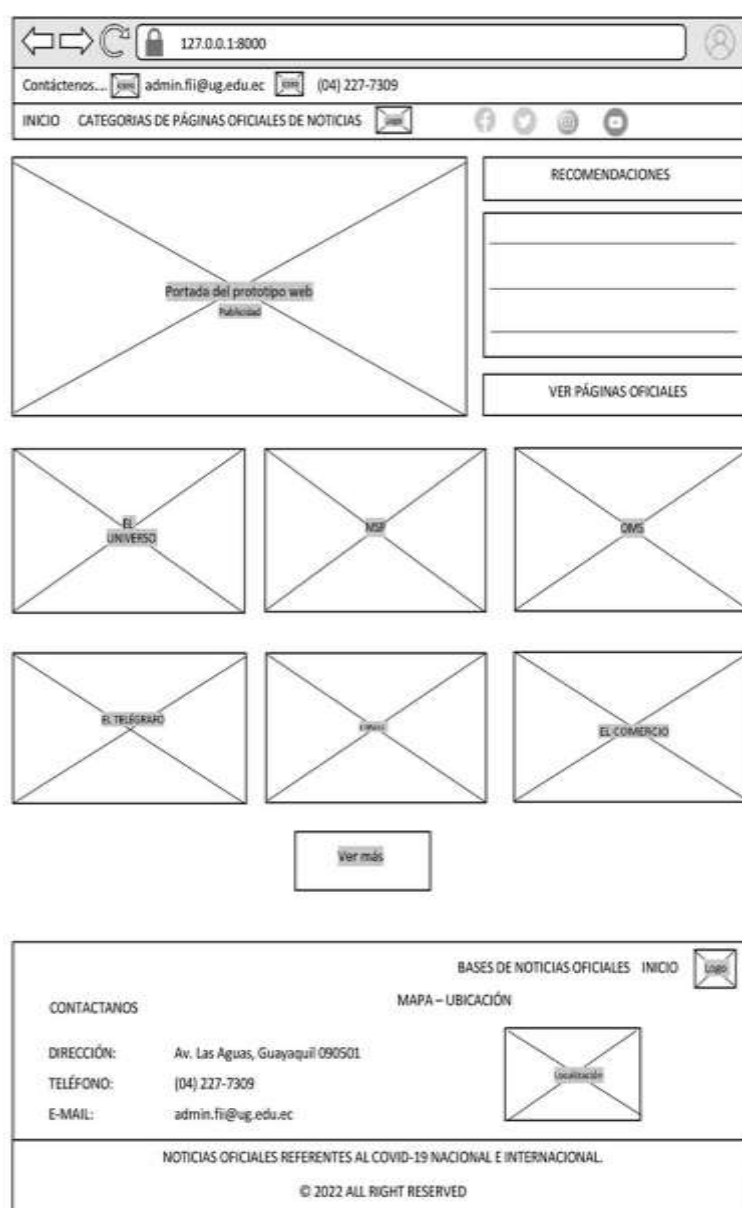 127.0.0.1:8000
Contáctenos... admin.fii@ug.edu.ec (04) 227-7309
INICIO CATEGORIAS DE PÁGINAS OFICIALES DE NOTICIAS
RECOMENDACIONES
Portada del prototipo web
Publicidad
VER PÁGINAS OFICIALES
EL
UNIVERSO
MSP
OMS
EL TELÉGRAFO
EL COMERCIO
Ver más
BASES DE NOTICIAS OFICIALES INICIO Logo
CONTACTANOS
MAPA – UBICACIÓN
DIRECCIÓN: Av. Las Aguas, Guayaquil 090501
TELÉFONO: (04) 227-7309
E-MAIL: admin.fii@ug.edu.ec
Localización
NOTICIAS OFICIALES REFERENTES AL COVID-19 NACIONAL E INTERNACIONAL.
© 2022 ALL RIGHT RESERVED